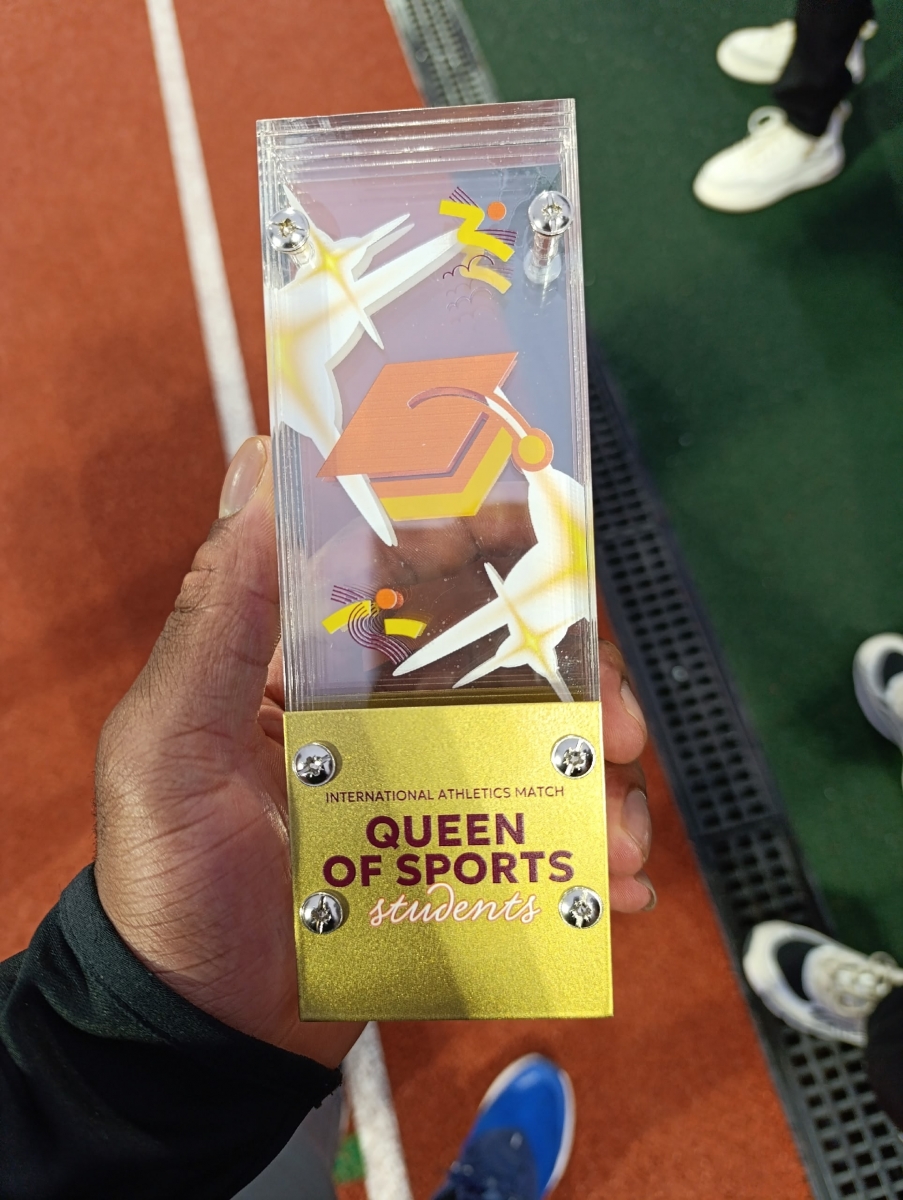 INTERNATIONAL ATHLETICS MATCH
QUEEN
OF SPORTS
students